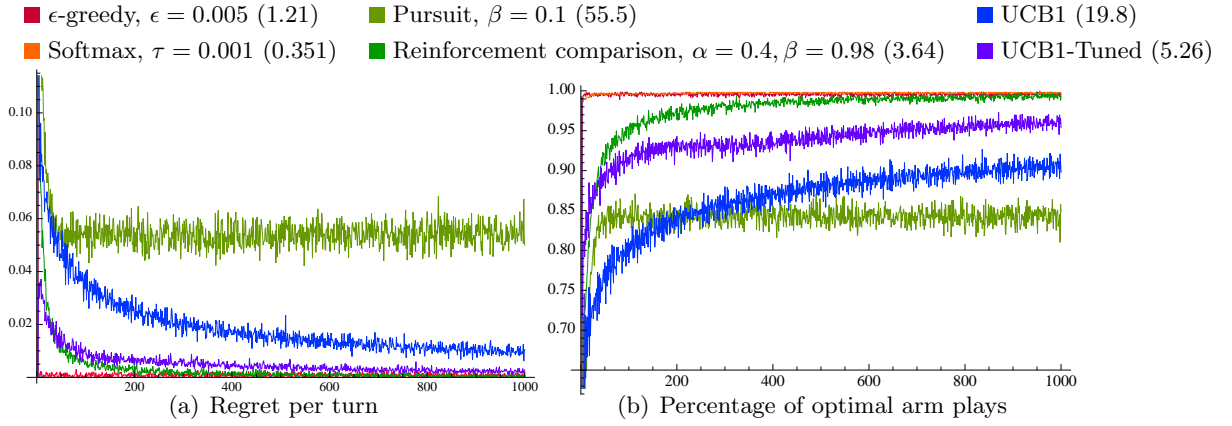 ϵ-greedy, ϵ = 0.005 (1.21) Pursuit, β = 0.1 (55.5) UCB1 (19.8)
Softmax, τ = 0.001 (0.351) Reinforcement comparison, α = 0.4, β = 0.98 (3.64) UCB1-Tuned (5.26)
0.10
0.08
0.06
0.04
0.02
200 400 600 800 1000
(a) Regret per turn
1.00
0.95
0.90
0.85
0.80
0.75
0.70
200 400 600 800 1000
(b) Percentage of optimal arm plays